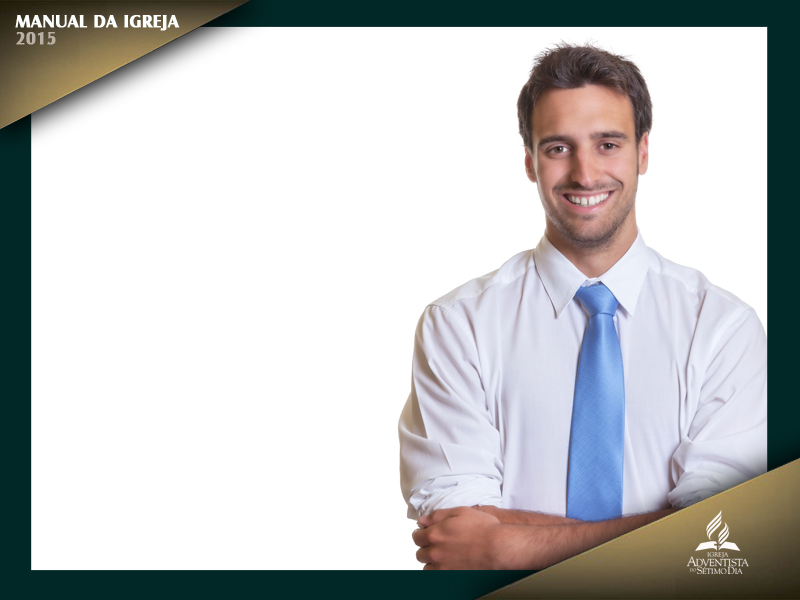 MANUAL DA IGREJA
2015
IGREJA
ADVENTISTA
DO SÉTIMO DIA